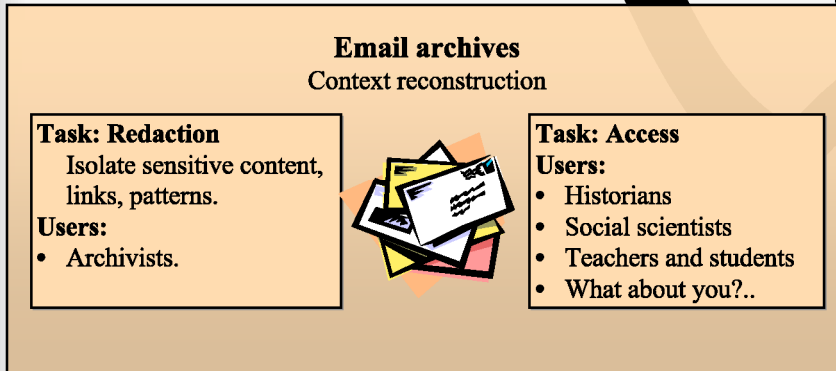 Email archives
Context reconstruction
Task: Redaction
Isolate sensitive content,
links, patterns.
Users:
• Archivists.
Task: Access
Users:
• Historians
• Social scientists
• Teachers and students
• What about you?..